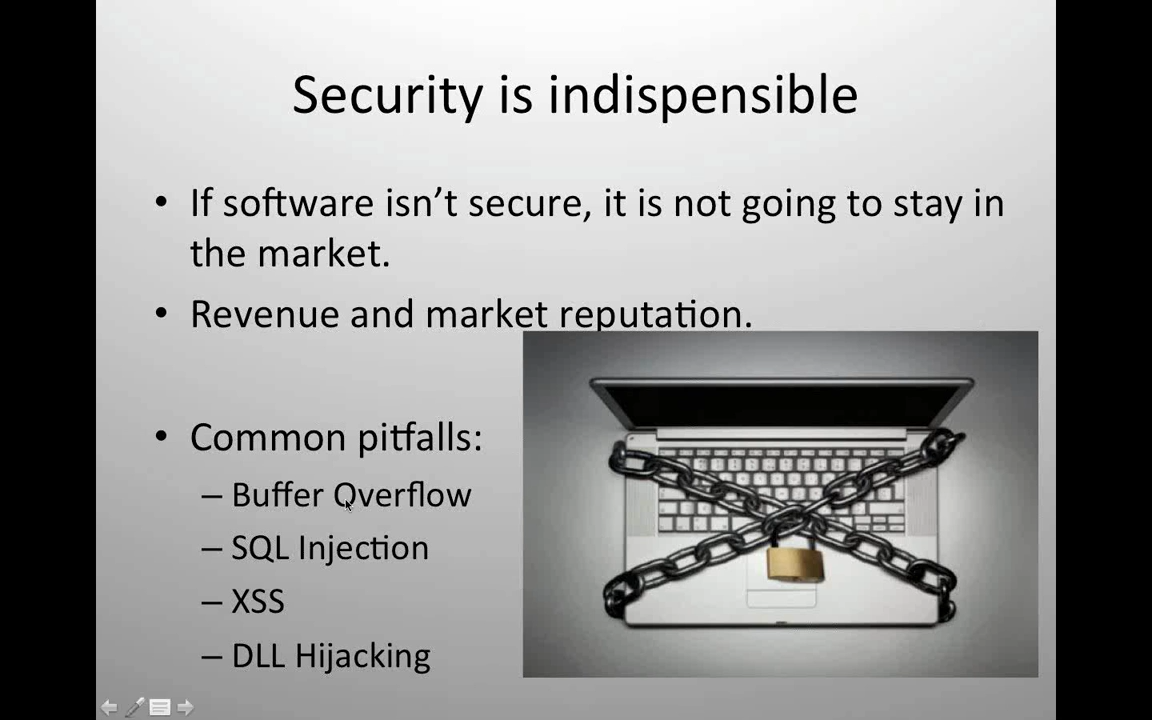 Security is indispensible
• If software isn’t secure, it is not going to stay in
the market.
• Revenue and market reputation.
• Common pitfalls:
– Buffer Overflow
– SQL Injection
– XSS
– DLL Hijacking